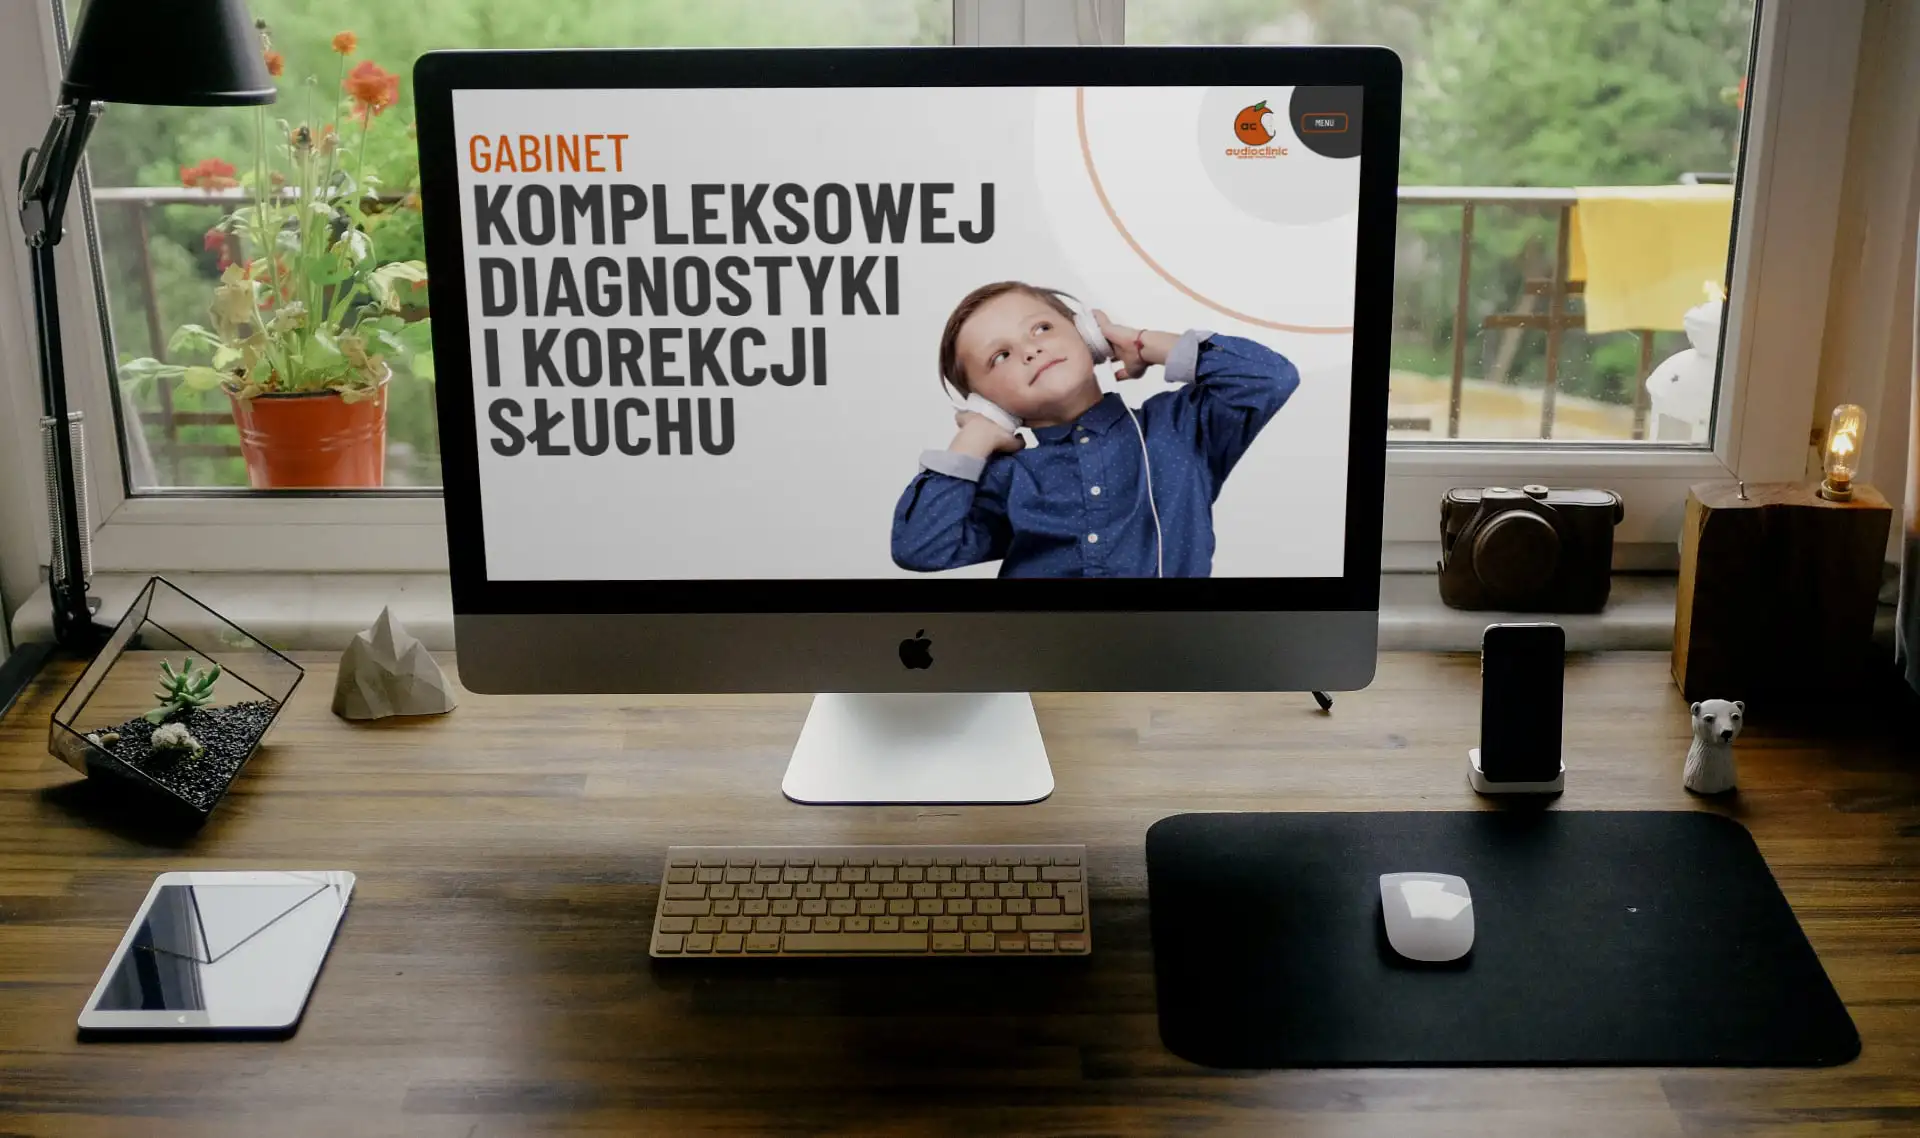 GABINET
KOMPLEKSOWEJ
DIAGNOSTYKI
I KOREKCJI
SŁUCHU
ac
audioclinic
MENU